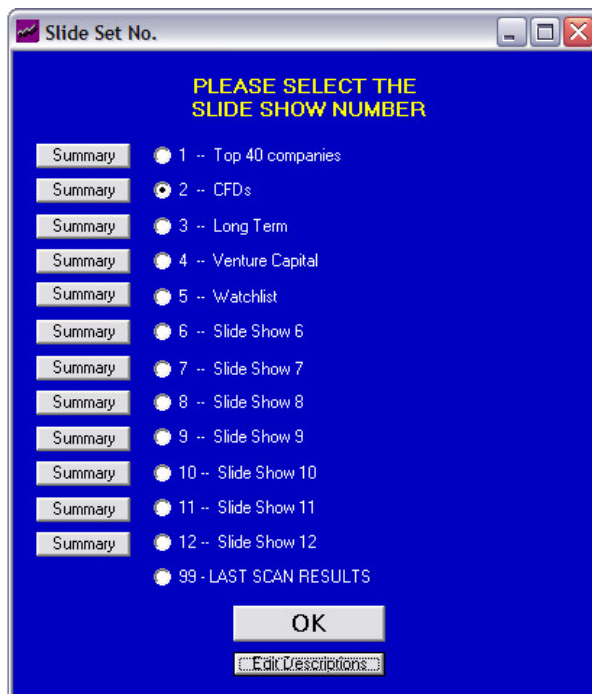 Slide Set No.
PLEASE SELECT THE
SLIDE SHOW NUMBER
Summary 1 -- Top 40 companies
Summary 2 -- CFDs
Summary 3 -- Long Term
Summary 4 -- Venture Capital
Summary 5 -- Watchlist
Summary 6 -- Slide Show 6
Summary 7 -- Slide Show 7
Summary 8 -- Slide Show 8
Summary 9 -- Slide Show 9
Summary 10 -- Slide Show 10
Summary 11 -- Slide Show 11
Summary 12 -- Slide Show 12
99 - LAST SCAN RESULTS
OK
Edit Descriptions